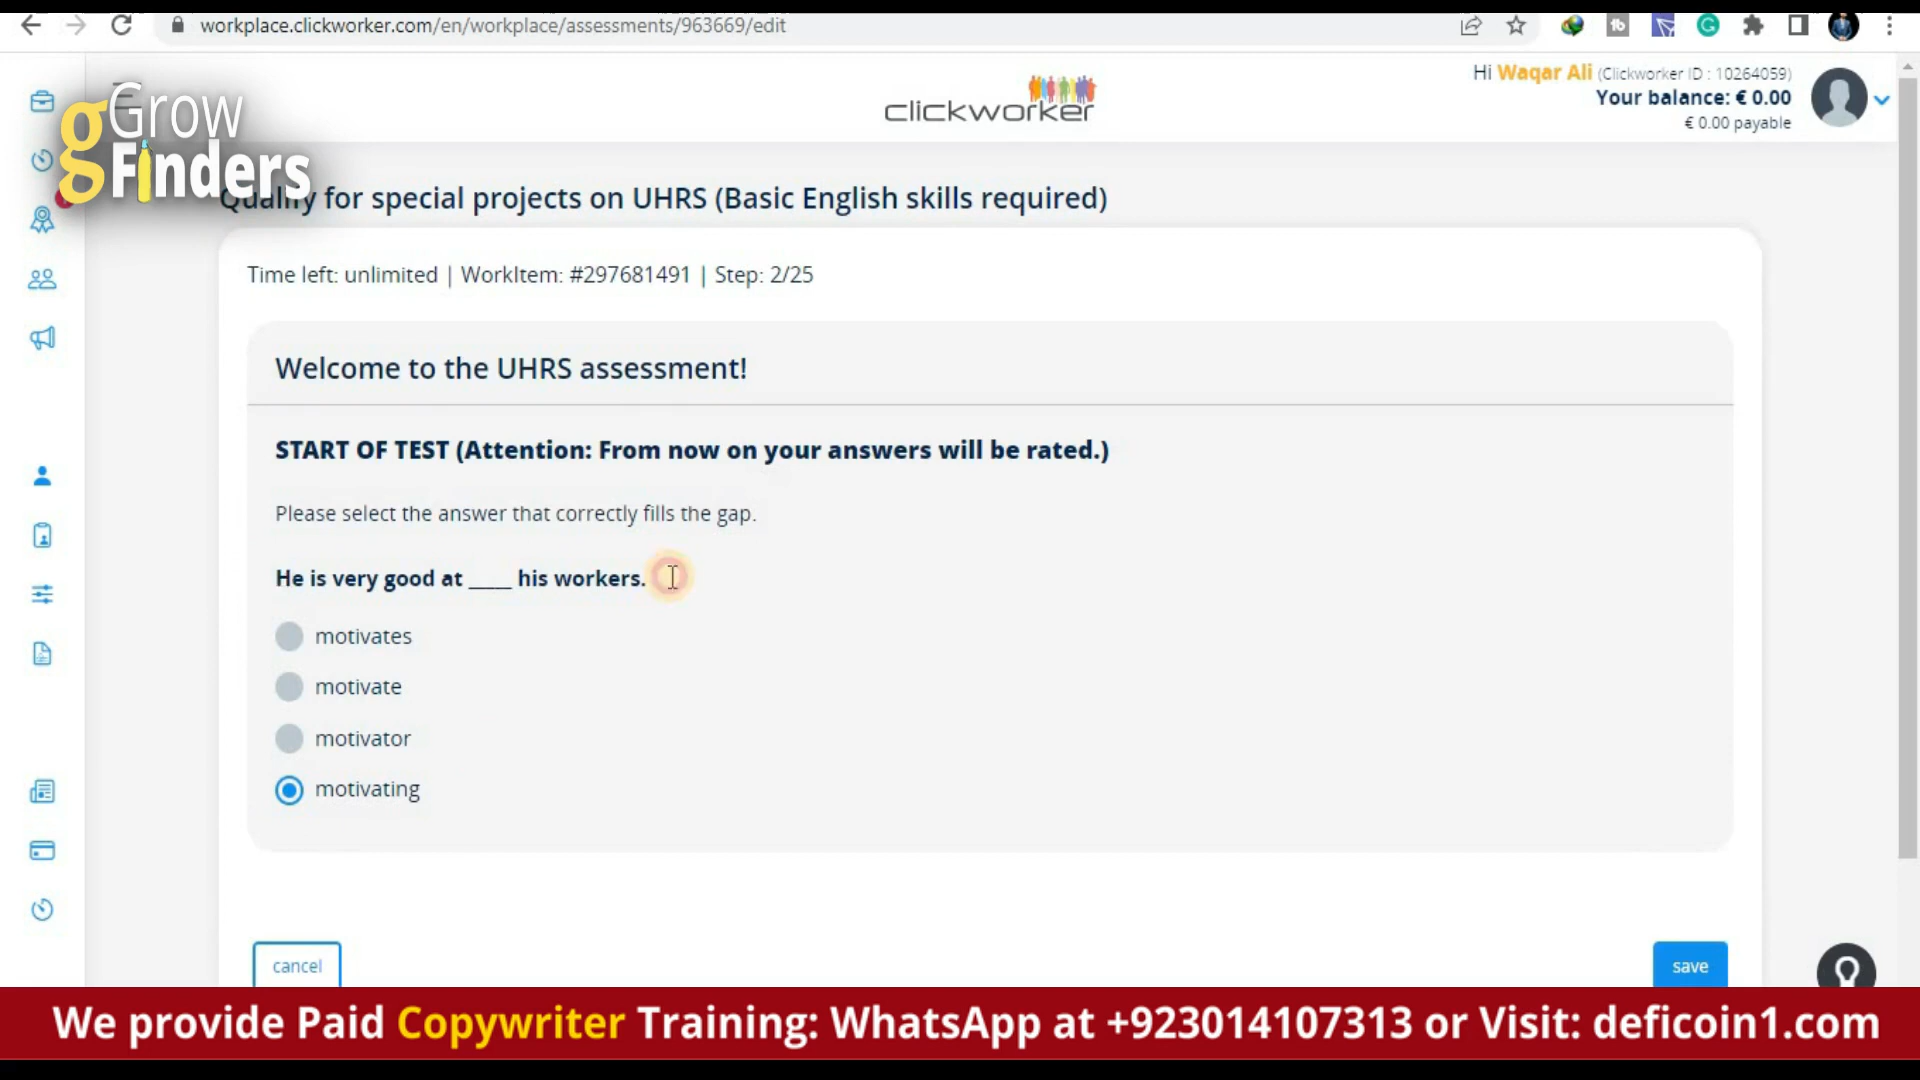 workplace.clickworker.com/en/workplace/assessments/963669/edit
Grow
Finders
clickworker
Hi Waqar Ali (Clickworker ID : 10264059)
Your balance: € 0.00
€ 0.00 payable
Qualify for special projects on UHRS (Basic English skills required)
Time left: unlimited | WorkItem: #297681491 | Step: 2/25
Welcome to the UHRS assessment!
START OF TEST (Attention: From now on your answers will be rated.)
Please select the answer that correctly fills the gap.
He is very good at ____ his workers.
motivates
motivate
motivator
motivating
cancel
save
We provide Paid Copywriter Training: WhatsApp at +923014107313 or Visit: deficoin1.com